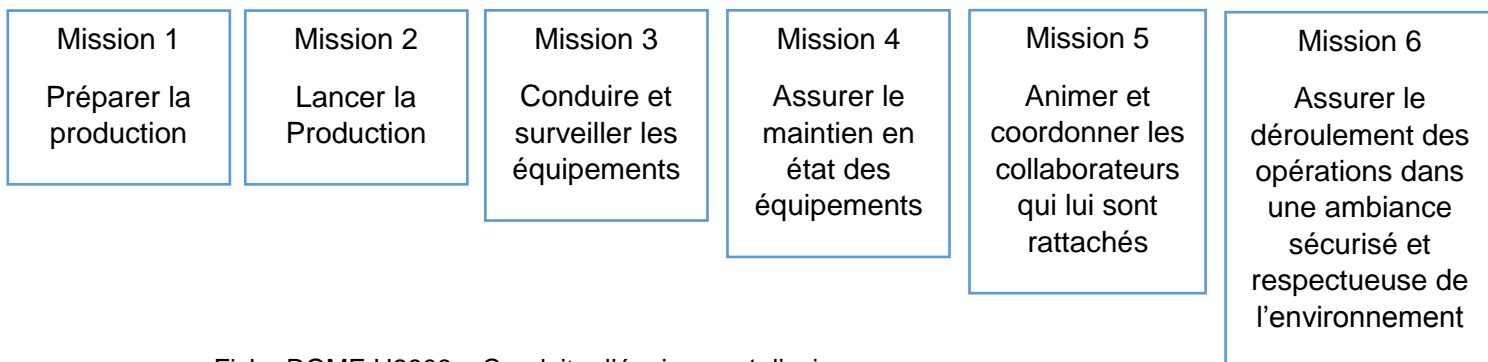 Mission 1
Préparer la
production
Mission 2
Lancer la
Production
Mission 3
Conduire et
surveiller les
équipements
Mission 4
Assurer le
maintien en
état des
équipements
Mission 5
Animer et
coordonner les
collaborateurs
qui lui sont
rattachés
Mission 6
Assurer le
déroulement des
opérations dans
une ambiance
sécurisé et
respectueuse de
l'environnement